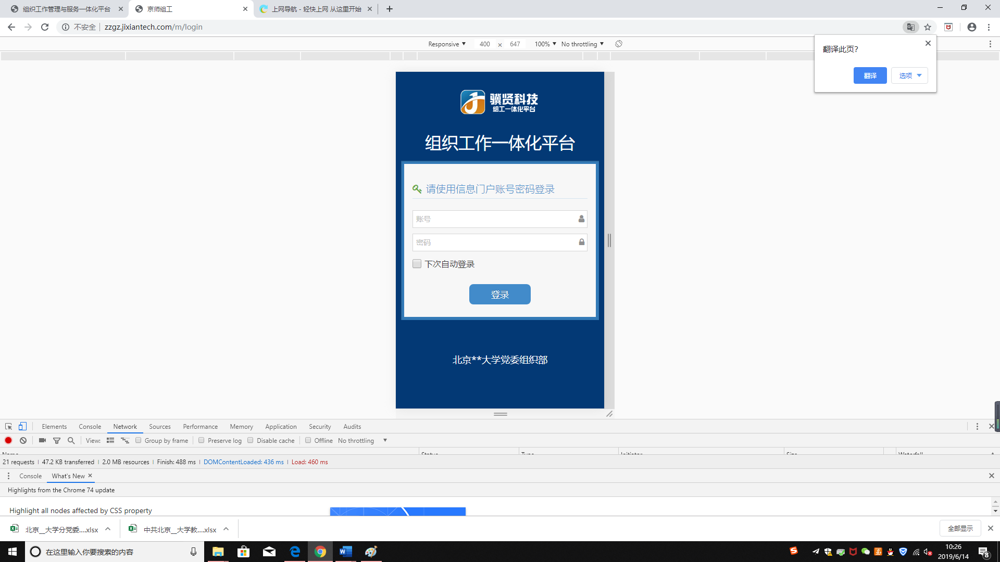 组织工作管理与服务一体化平台
京师组工
上网导航 - 轻快上网 从这里开始
不安全
zzgz.jixiantech.com/m/login
Responsive
400
×
647
100%
No throttling
翻译此页?
翻译
选项
骥贤科技
组工一体化平台
组织工作一体化平台
请使用信息门户账号密码登录
账号
密码
下次自动登录
登录
北京**大学党委组织部
Elements Console Network Sources Performance Memory Application Security Audits
View: Group by frame Preserve log Disable cache Offline No throttling
Name Status Type Initiator Size Waterfall
21 requests 47.2 KB transferred 2.0 MB resources Finish: 488 ms DOMContentLoaded: 436 ms Load: 460 ms
Console What's New
Highlights from the Chrome 74 update
Highlight all nodes affected by CSS property
北京__大学分党委....xlsx
中共北京__大学教....xlsx
全部显示
在这里输入你要搜索的内容
10:26
2019/6/14
8